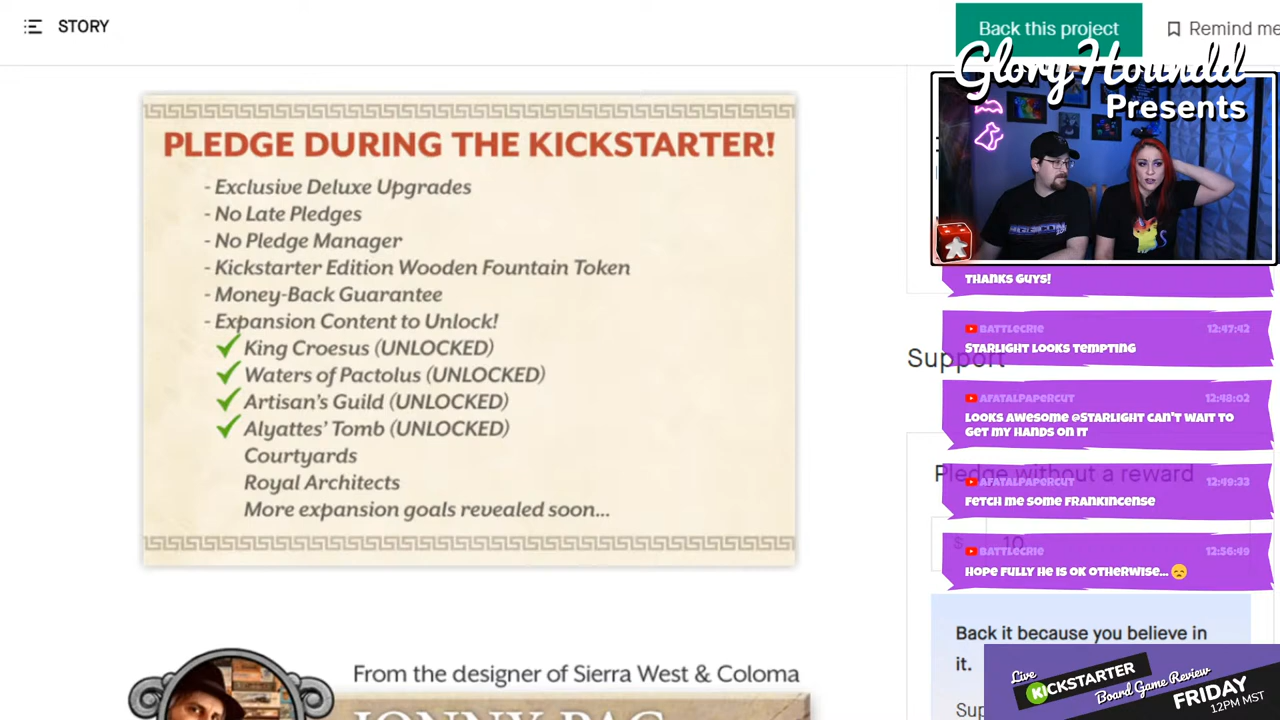 STORY
Back this project
Remind me
GloryHoundd
Presents
PLEDGE DURING THE KICKSTARTER!
- Exclusive Deluxe Upgrades
- No Late Pledges
- No Pledge Manager
- Kickstarter Edition Wooden Fountain Token
- Money-Back Guarantee
- Expansion Content to Unlock!
King Croesus (UNLOCKED)
Waters of Pactolus (UNLOCKED)
Artisan's Guild (UNLOCKED)
Alyattes' Tomb (UNLOCKED)
Courtyards
Royal Architects
More expansion goals revealed soon...
From the designer of Sierra West & Coloma
JONNY PAC
THANKS GUYS!
BATTLECRIE 12:47:42
STARLIGHT LOOKS TEMPTING
Support
AFATALPAPERCUT 12:48:02
LOOKS AWESOME @STARLIGHT CAN'T WAIT TO
GET MY HANDS ON IT
Pledge without a reward
AFATALPAPERCUT 12:49:33
FETCH ME SOME FRANKINCENSE
$ 10
BATTLECRIE 12:56:49
HOPE FULLY HE IS OK OTHERWISE...
Back it because you believe in
it.
Live
KICKSTARTER
Board Game Review
FRIDAY
12PM MST